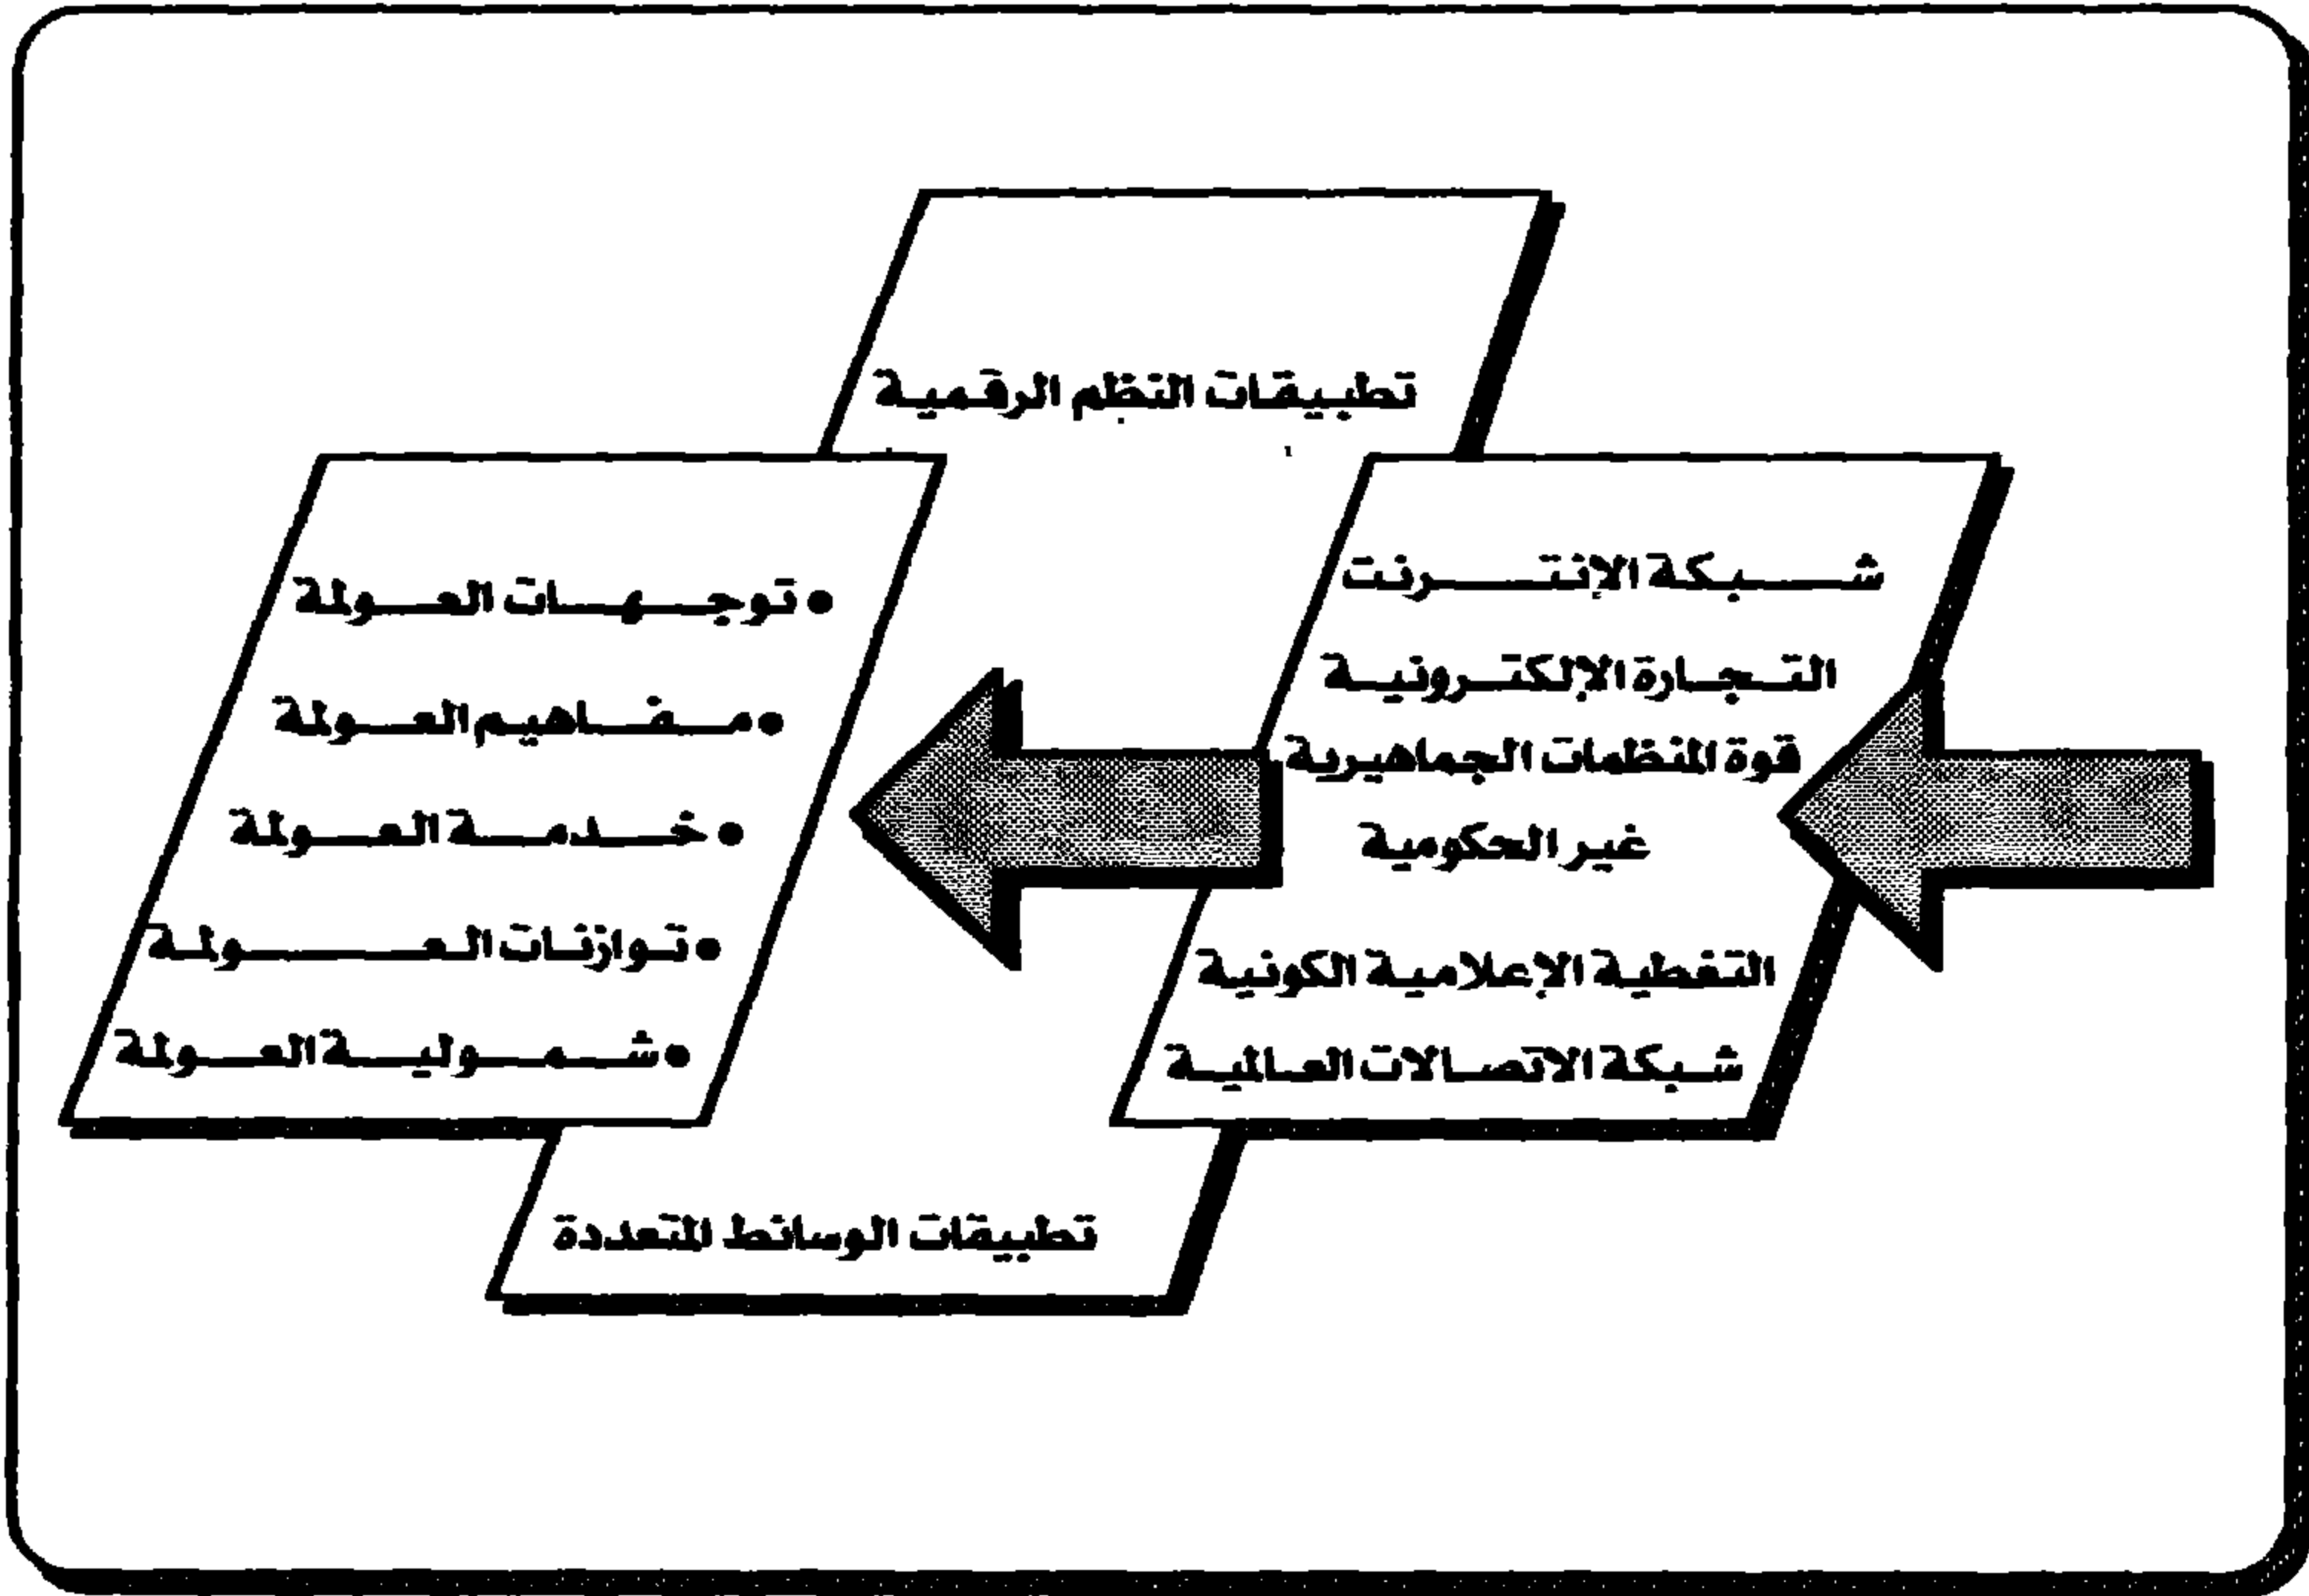 تطبيقات النظم الرقمية
شبكة الإنترنت
التجارة الإلكترونية
قوة المنظمات الجماهيرية
غير الحكومية
التغطية الإعلامية الكونية
شبكة الاتصالات العالمية
● توجهات العولمة
● مفاهيم العولمة
● خدمة العولمة
● توازنات العولمة
● شمولية العولمة
تطبيقات الوسائط المتعددة